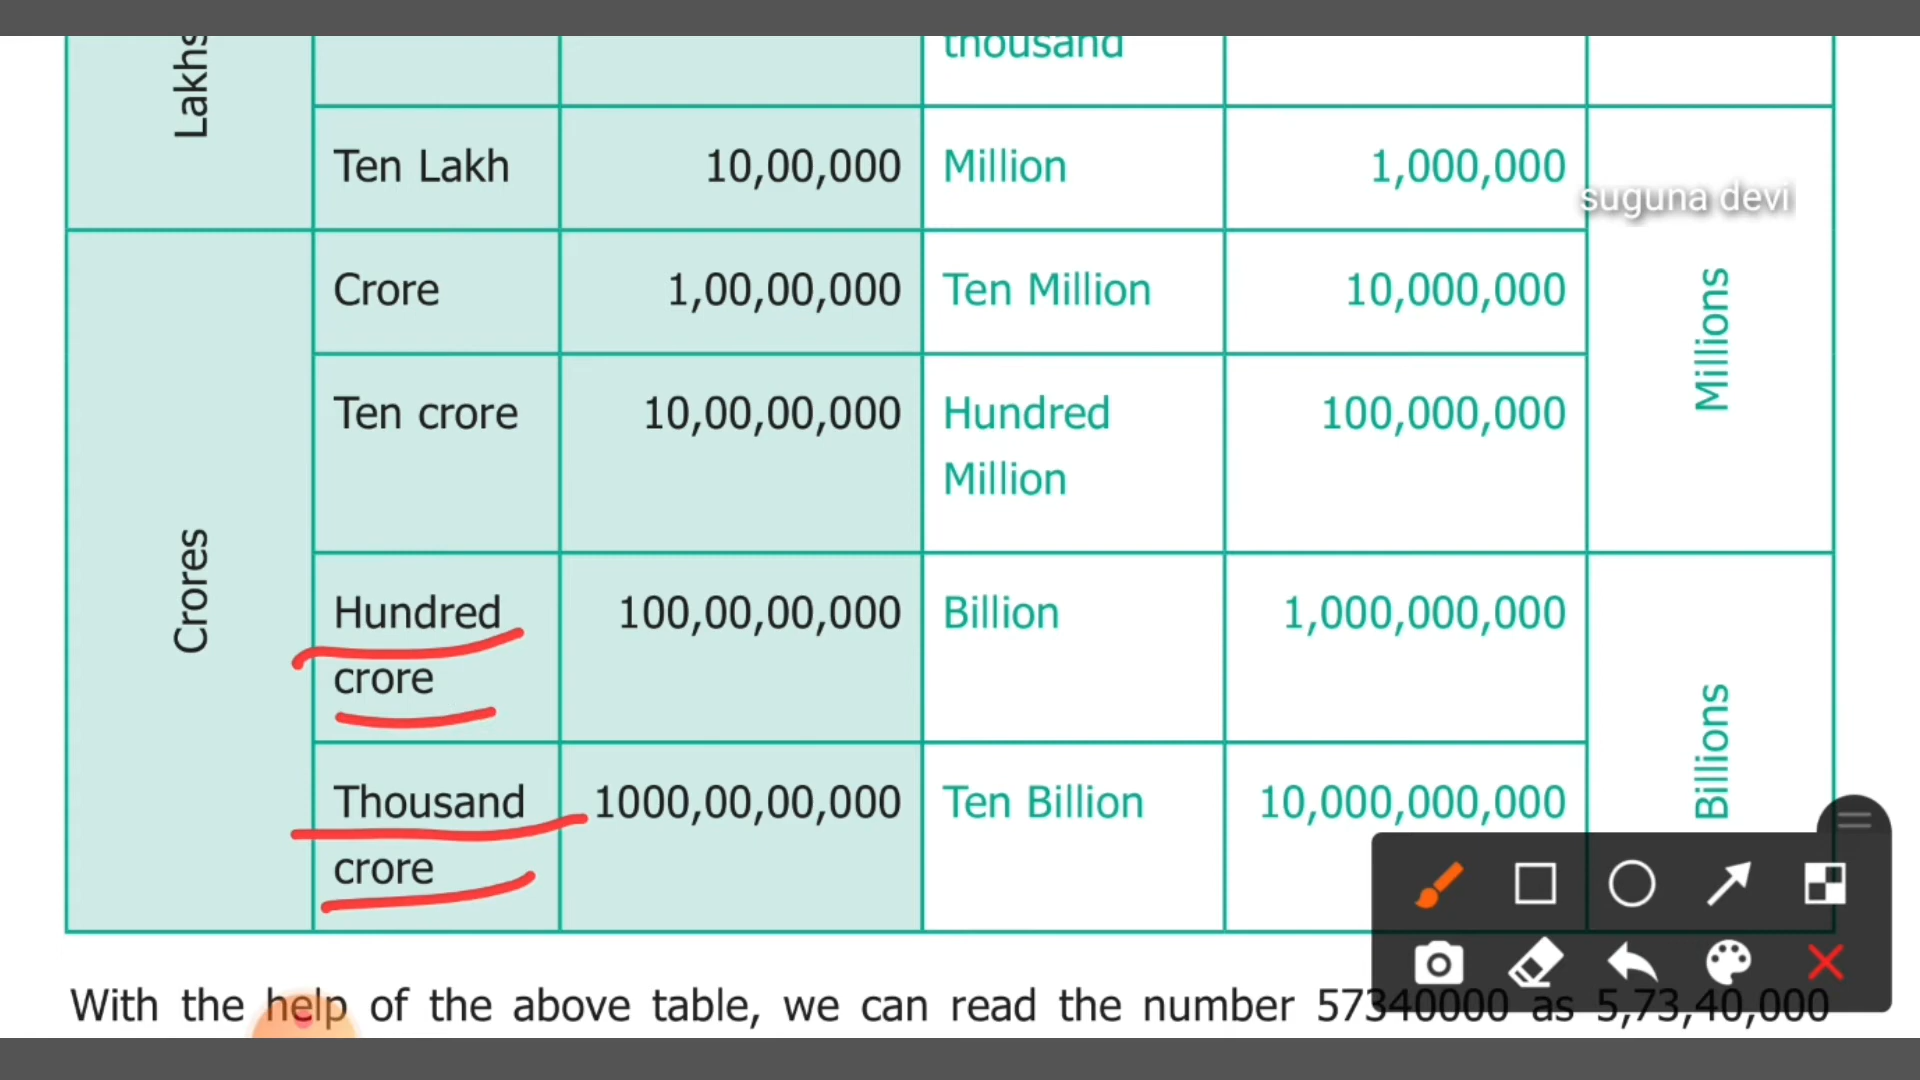 thousand
Lakhs
Ten Lakh 10,00,000 Million 1,000,000
suguna devi
Crore 1,00,00,000 Ten Million 10,000,000
Millions
Ten crore 10,00,00,000 Hundred 100,000,000
Million
Crores
Hundred 100,00,00,000 Billion 1,000,000,000
crore
Billions
Thousand 1000,00,00,000 Ten Billion 10,000,000,000
crore
With the help of the above table, we can read the number 57340000 as 5,73,40,000